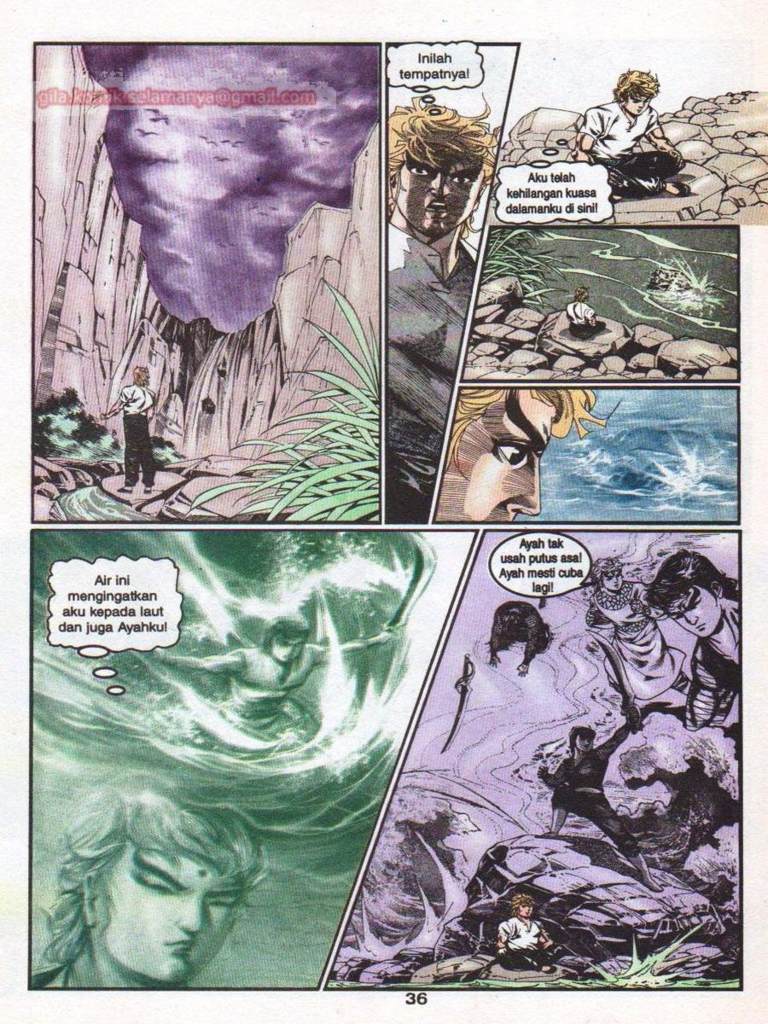 gila.komik.selamanya@gmail.com
Inilah
tempatnya!
Aku telah
kehilangan kuasa
dalamanku di sini!
Air ini
mengingatkan
aku kepada laut
dan juga Ayahku!
Ayah tak
usah putus asa!
Ayah mesti cuba
lagi!
36